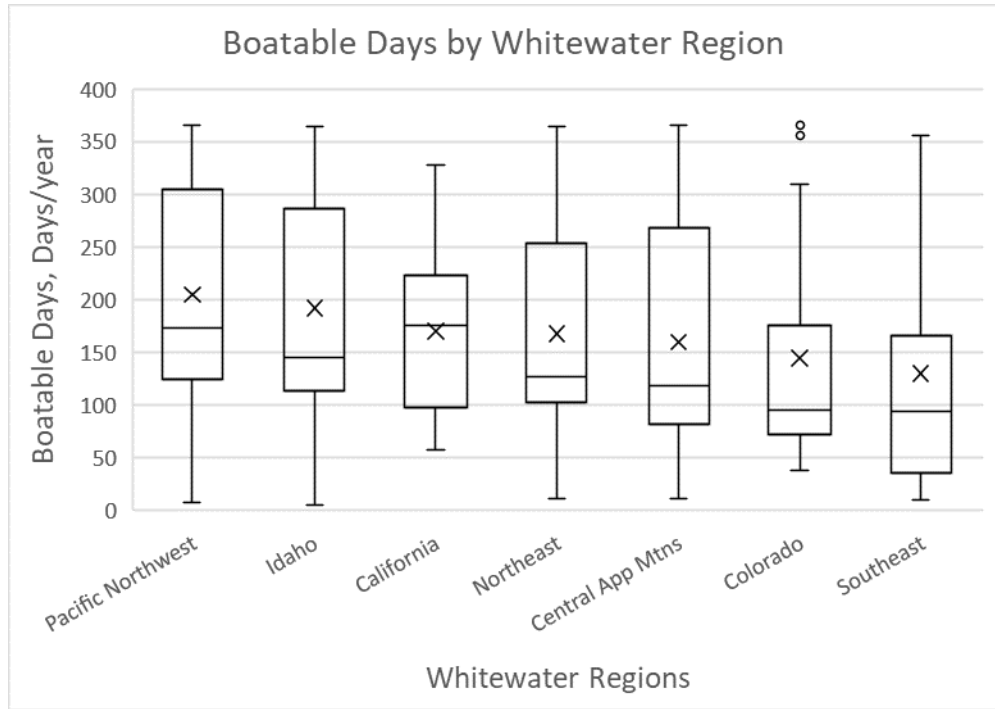 Boatable Days by Whitewater Region
Boatable Days, Days/year
400
350
300
250
200
150
100
50
0
Pacific Northwest
Idaho
California
Northeast
Central App Mtns
Colorado
Southeast
Whitewater Regions